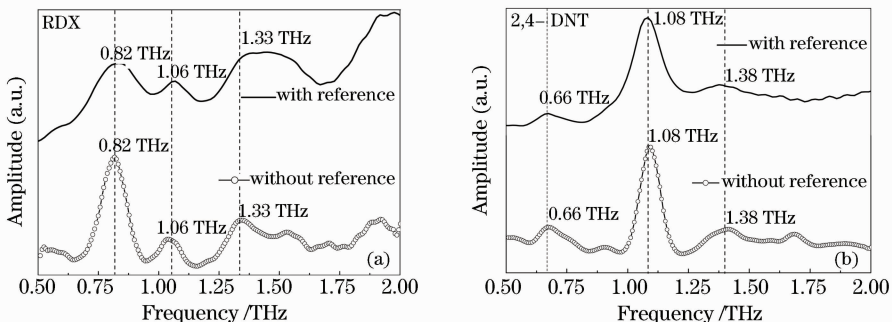 RDX
0.82 THz
1.06 THz
1.33 THz
with reference
0.82 THz
without reference
1.06 THz
1.33 THz
(a)
Amplitude (a.u.)
0.50 0.75 1.00 1.25 1.50 1.75 2.00
Frequency /THz
2,4– DNT
1.08 THz
with reference
0.66 THz
1.38 THz
1.08 THz
without reference
0.66 THz
1.38 THz
(b)
Amplitude (a.u.)
0.50 0.75 1.00 1.25 1.50 1.75 2.00
Frequency /THz